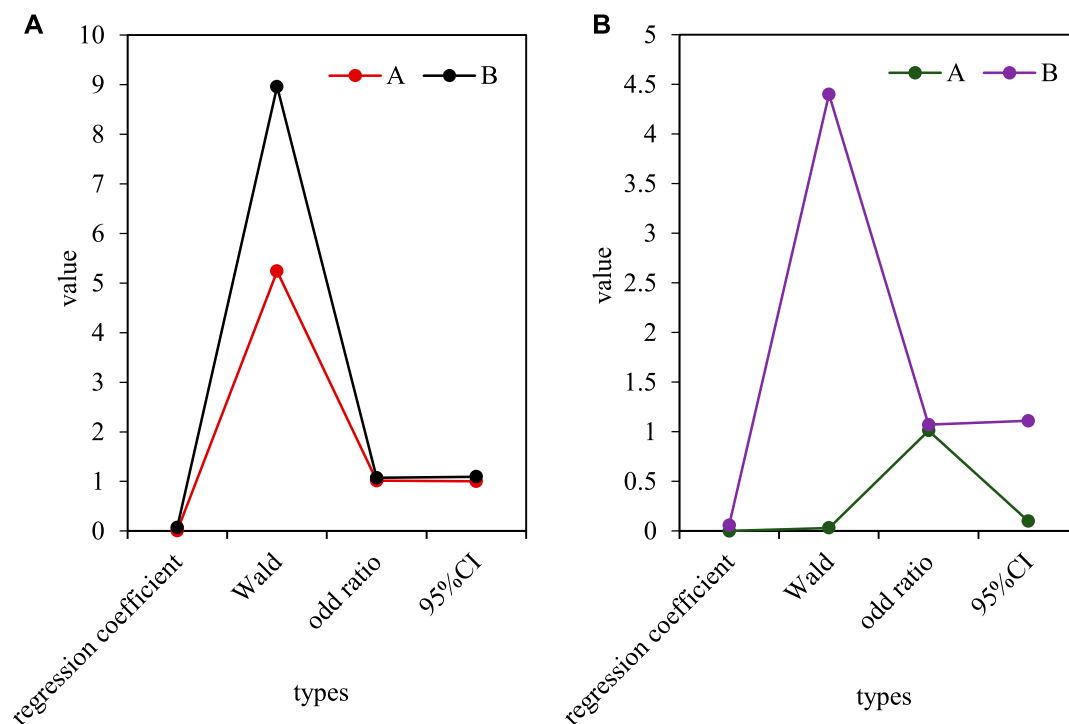 A
value
10
9
8
7
6
5
4
3
2
1
0
A B
regression coefficient
Wald
odd ratio
95%CI
types
B
value
5
4.5
4
3.5
3
2.5
2
1.5
1
0.5
0
A B
regression coefficient
Wald
odd ratio
95%CI
types